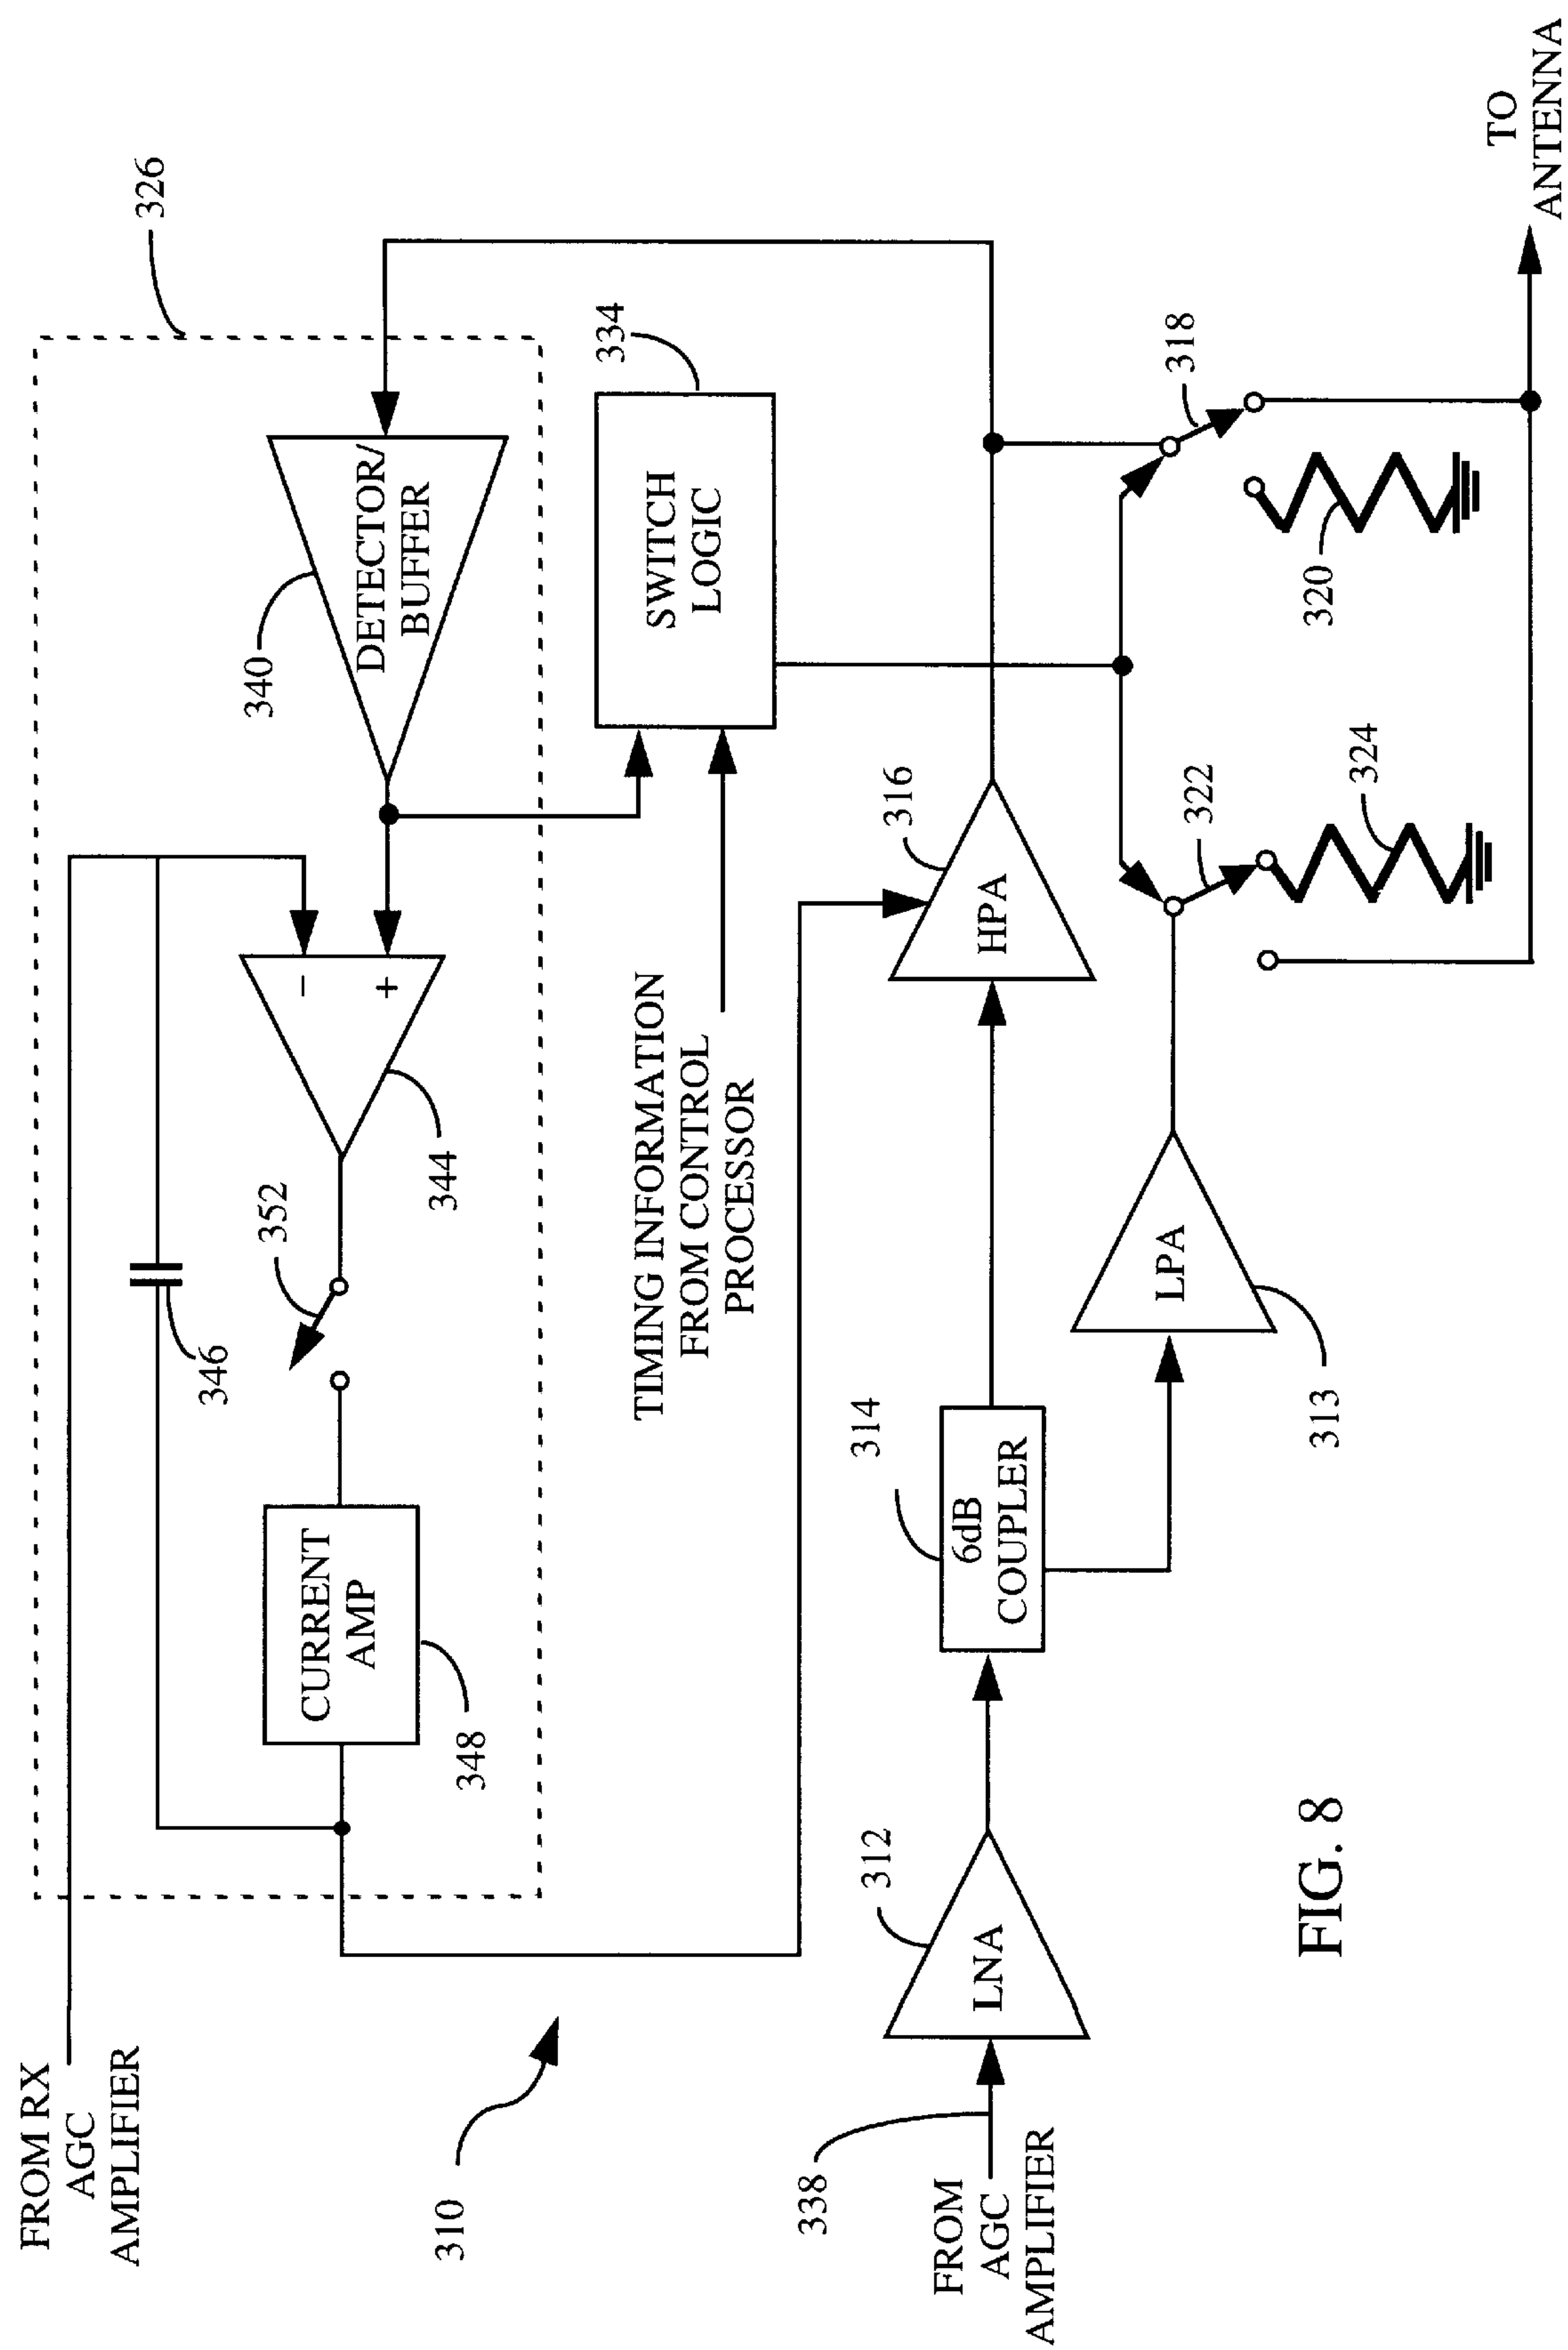 FROM RX
AGC
AMPLIFIER
326
340
DETECTOR/
BUFFER
−
+
344
352
346
CURRENT
AMP
348
334
SWITCH
LOGIC
TIMING INFORMATION
FROM CONTROL
PROCESSOR
310
338
FROM
AGC
AMPLIFIER
312
LNA
314
6dB
COUPLER
316
HPA
LPA
313
322
324
318
320
TO
ANTENNA
FIG. 8